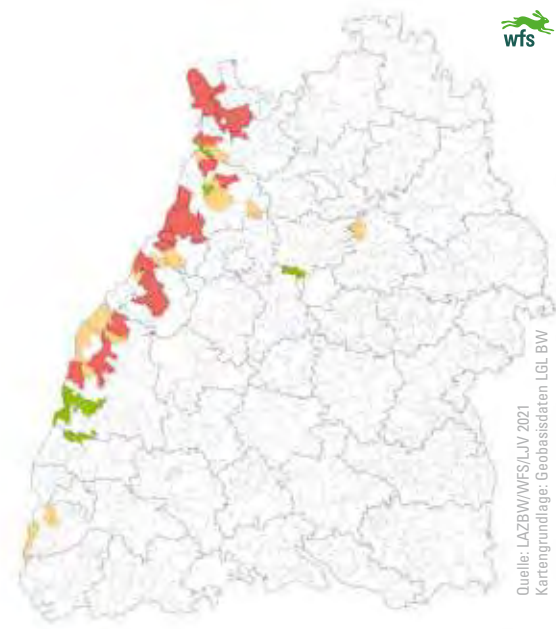 wfs
Quelle: LAZBW/WFS/LJV 2021
Kartengrundlage: Geobasisdaten LGL BW